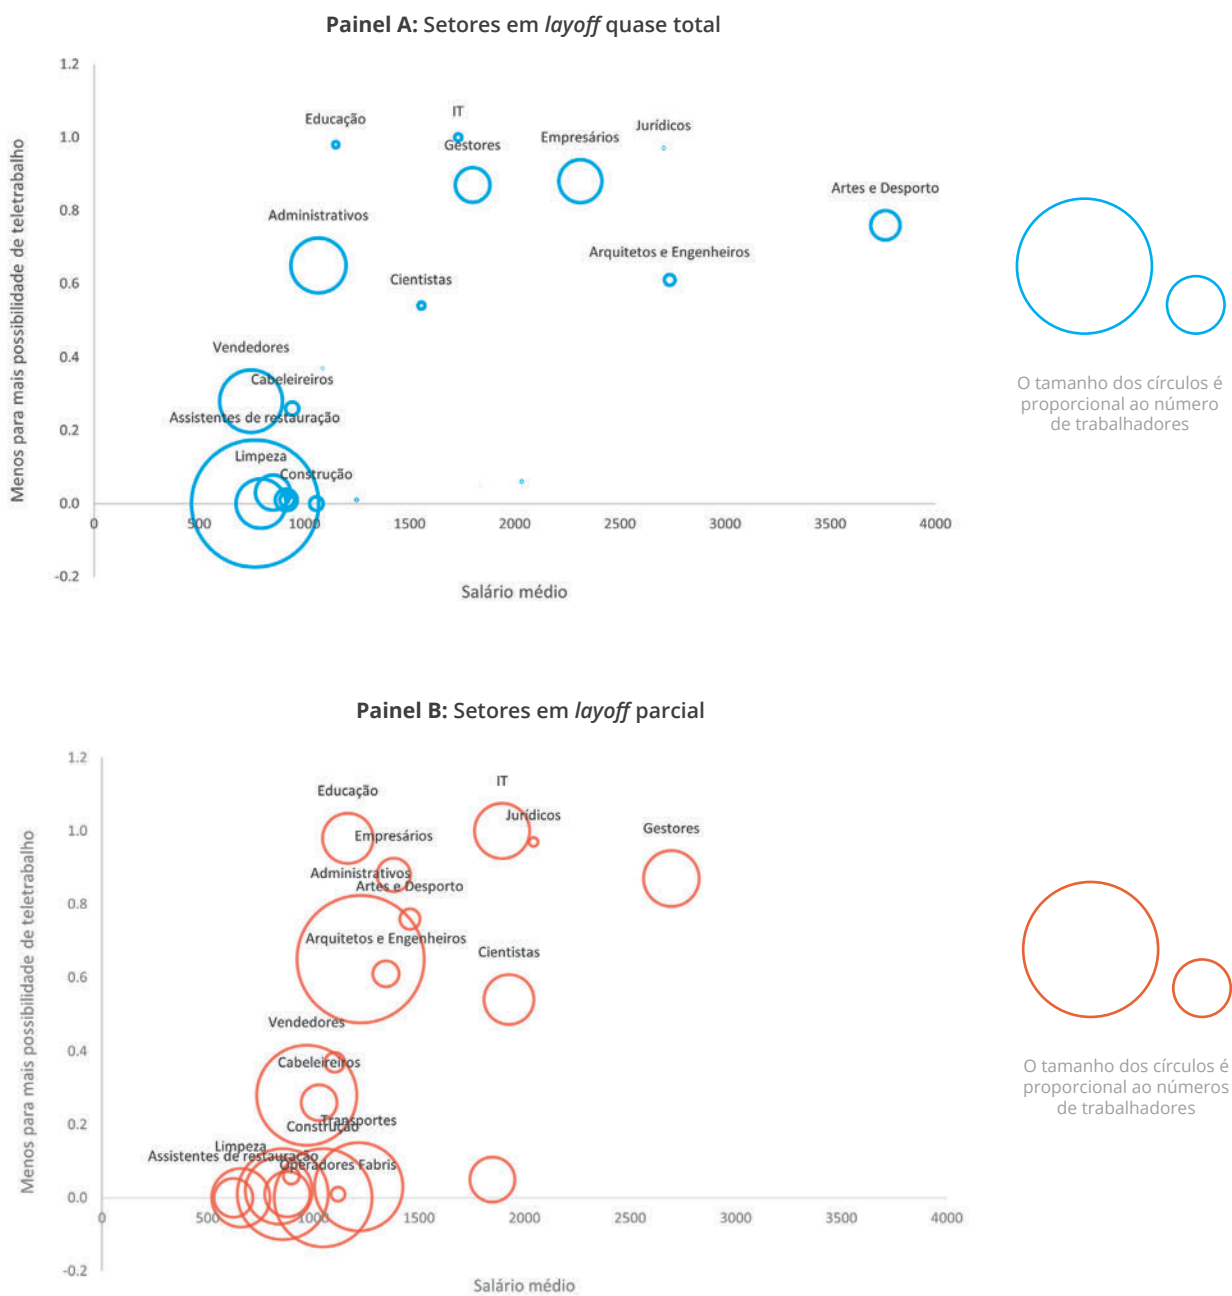 Painel A: Setores em layoff quase total
Menos para mais possibilidade de teletrabalho
1.2
1.0
0.8
0.6
0.4
0.2
0.0
-0.2
Educação
IT
Gestores
Empresários
Jurídicos
Artes e Desporto
Administrativos
Arquitetos e Engenheiros
Cientistas
Vendedores
Cabeleireiros
Assistentes de restauração
Limpeza
Construção
0
500
1000
1500
2000
2500
3000
3500
4000
Salário médio
O tamanho dos círculos é
proporcional ao número
de trabalhadores
Painel B: Setores em layoff parcial
Menos para mais possibilidade de teletrabalho
1.2
1.0
0.8
0.6
0.4
0.2
0.0
-0.2
IT
Educação
Jurídicos
Gestores
Empresários
Administrativos
Artes e Desporto
Arquitetos e Engenheiros
Cientistas
Vendedores
Cabeleireiros
Transportes
Construção
Limpeza
Assistentes de restauração
Operadores Fabris
0
500
1000
1500
2000
2500
3000
3500
4000
Salário médio
O tamanho dos círculos é
proporcional ao números
de trabalhadores